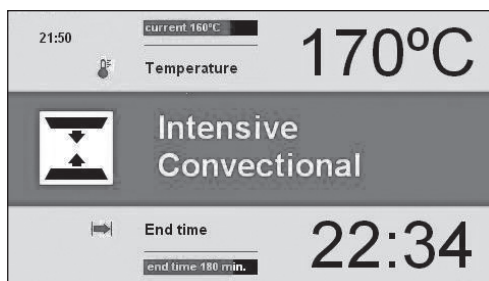 21:50
current 160°C
Temperature
170ºC
Intensive
Convectional
End time
end time 180 min.
22:34